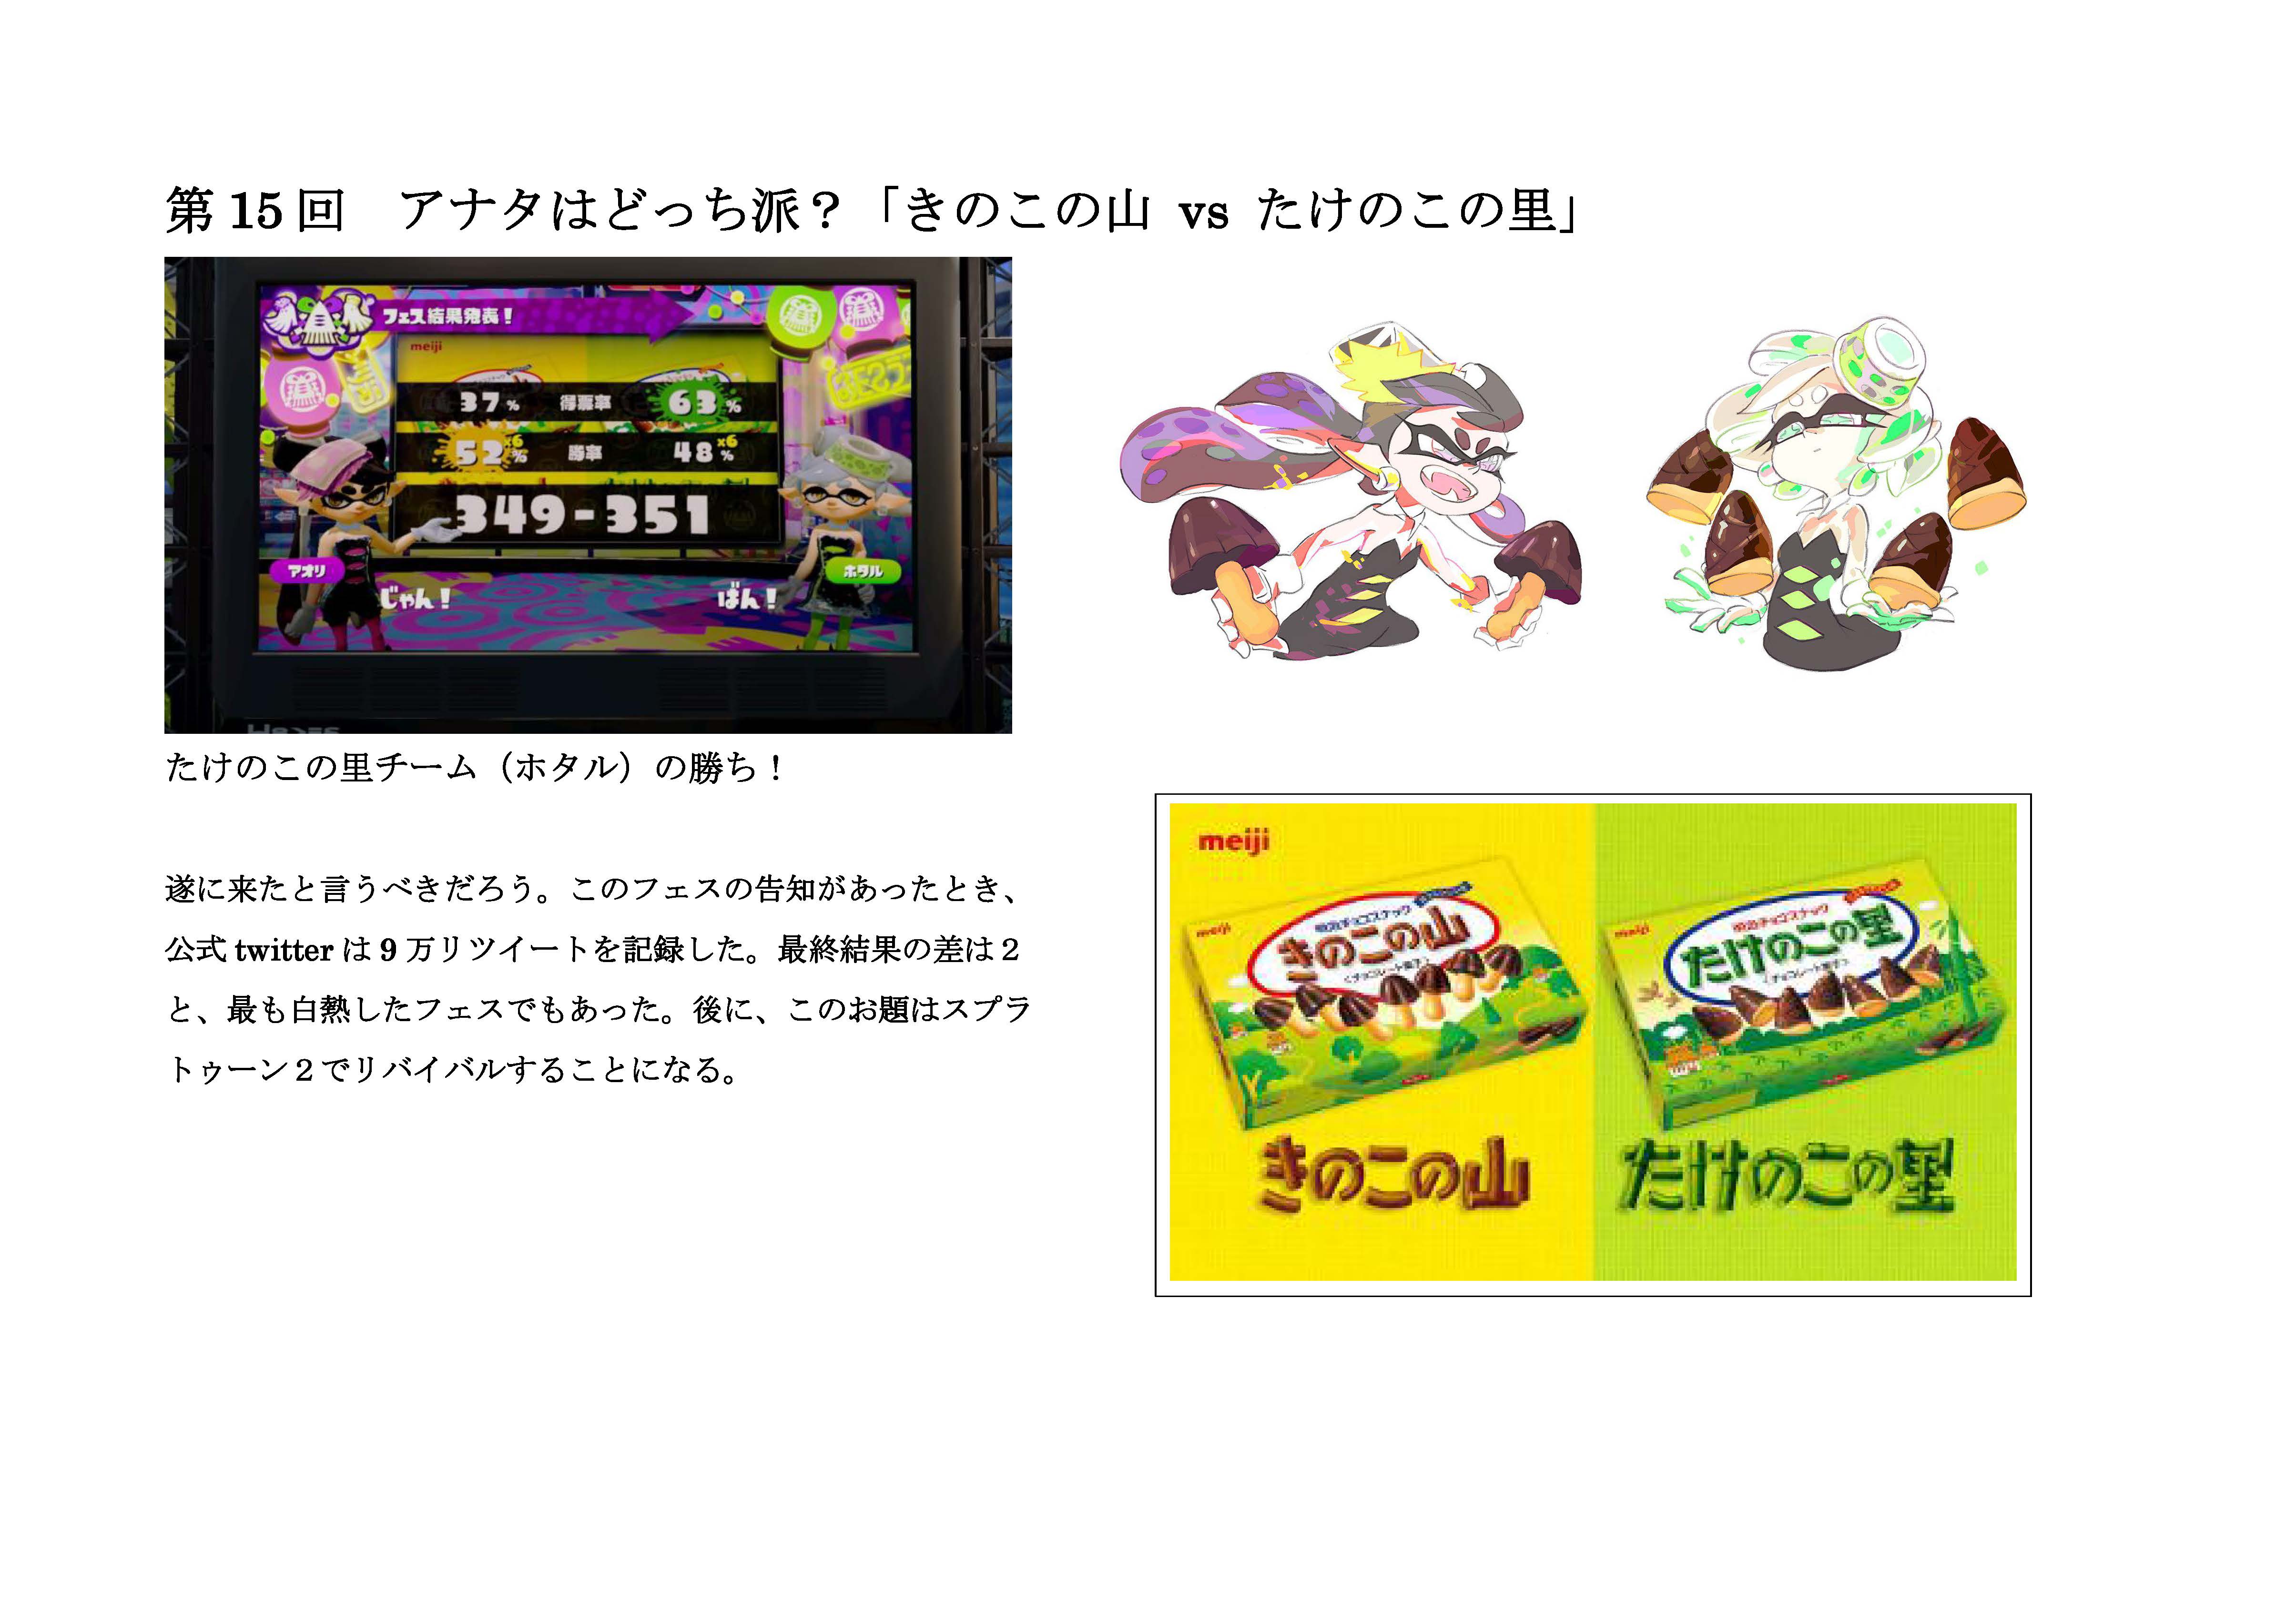 第15回　アナタはどっち派？「きのこの山 vs たけのこの里」
フェス結果発表！
meiji
37% 得票率 63%
52%x6 勝率 48%x6
349-351
アオリ
ホタル
じゃん！
ばん！
たけのこの里チーム（ホタル）の勝ち！
遂に来たと言うべきだろう。このフェスの告知があったとき、
公式twitterは9万リツイートを記録した。最終結果の差は２
と、最も白熱したフェスでもあった。後に、このお題はスプラ
トゥーン２でリバイバルすることになる。
meiji
meiji
明治チョコスナック
きのこの山
＜チョコレート菓子＞
meiji
明治チョコスナック
たけのこの里
＜チョコレート菓子＞
きのこの山
たけのこの里